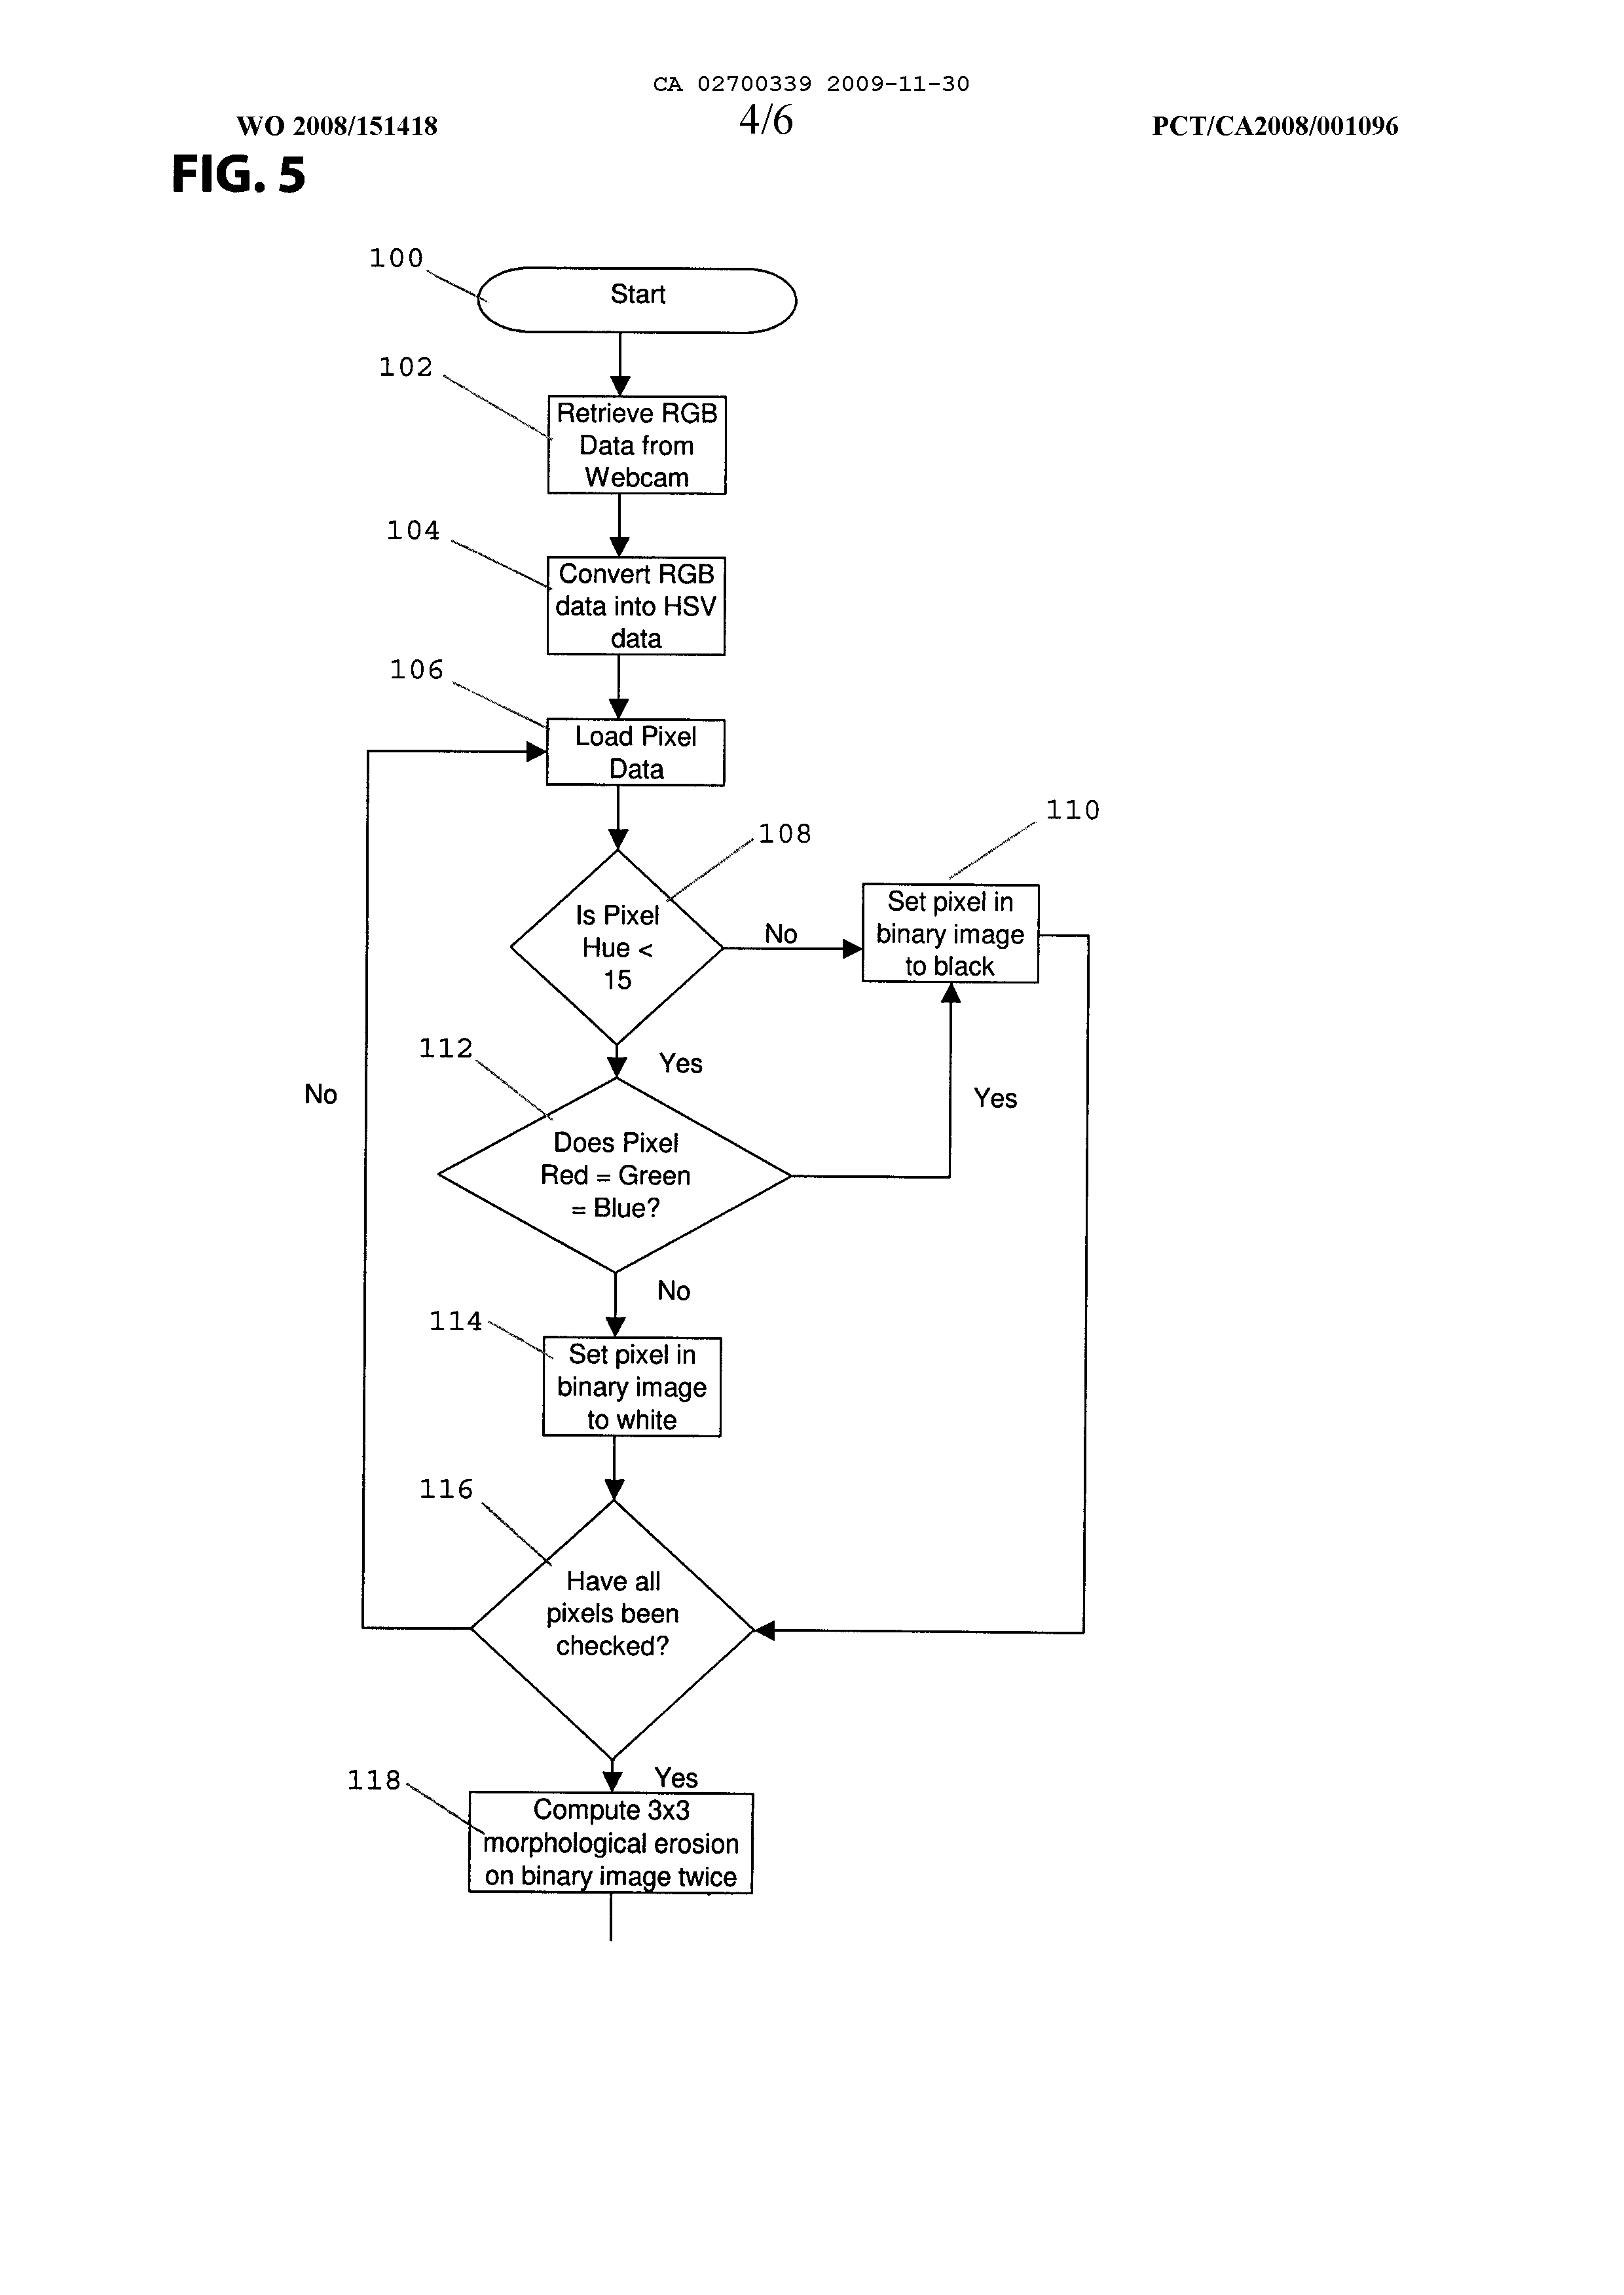 CA 02700339 2009-11-30
WO 2008/151418
4/6
PCT/CA2008/001096
FIG. 5
100
Start
102
Retrieve RGB
Data from
Webcam
104
Convert RGB
data into HSV
data
106
Load Pixel
Data
108
Is Pixel
Hue <
15
No
110
Set pixel in
binary image
to black
Yes
112
Does Pixel
Red = Green
= Blue?
Yes
No
No
114
Set pixel in
binary image
to white
116
Have all
pixels been
checked?
Yes
118
Compute 3x3
morphological erosion
on binary image twice